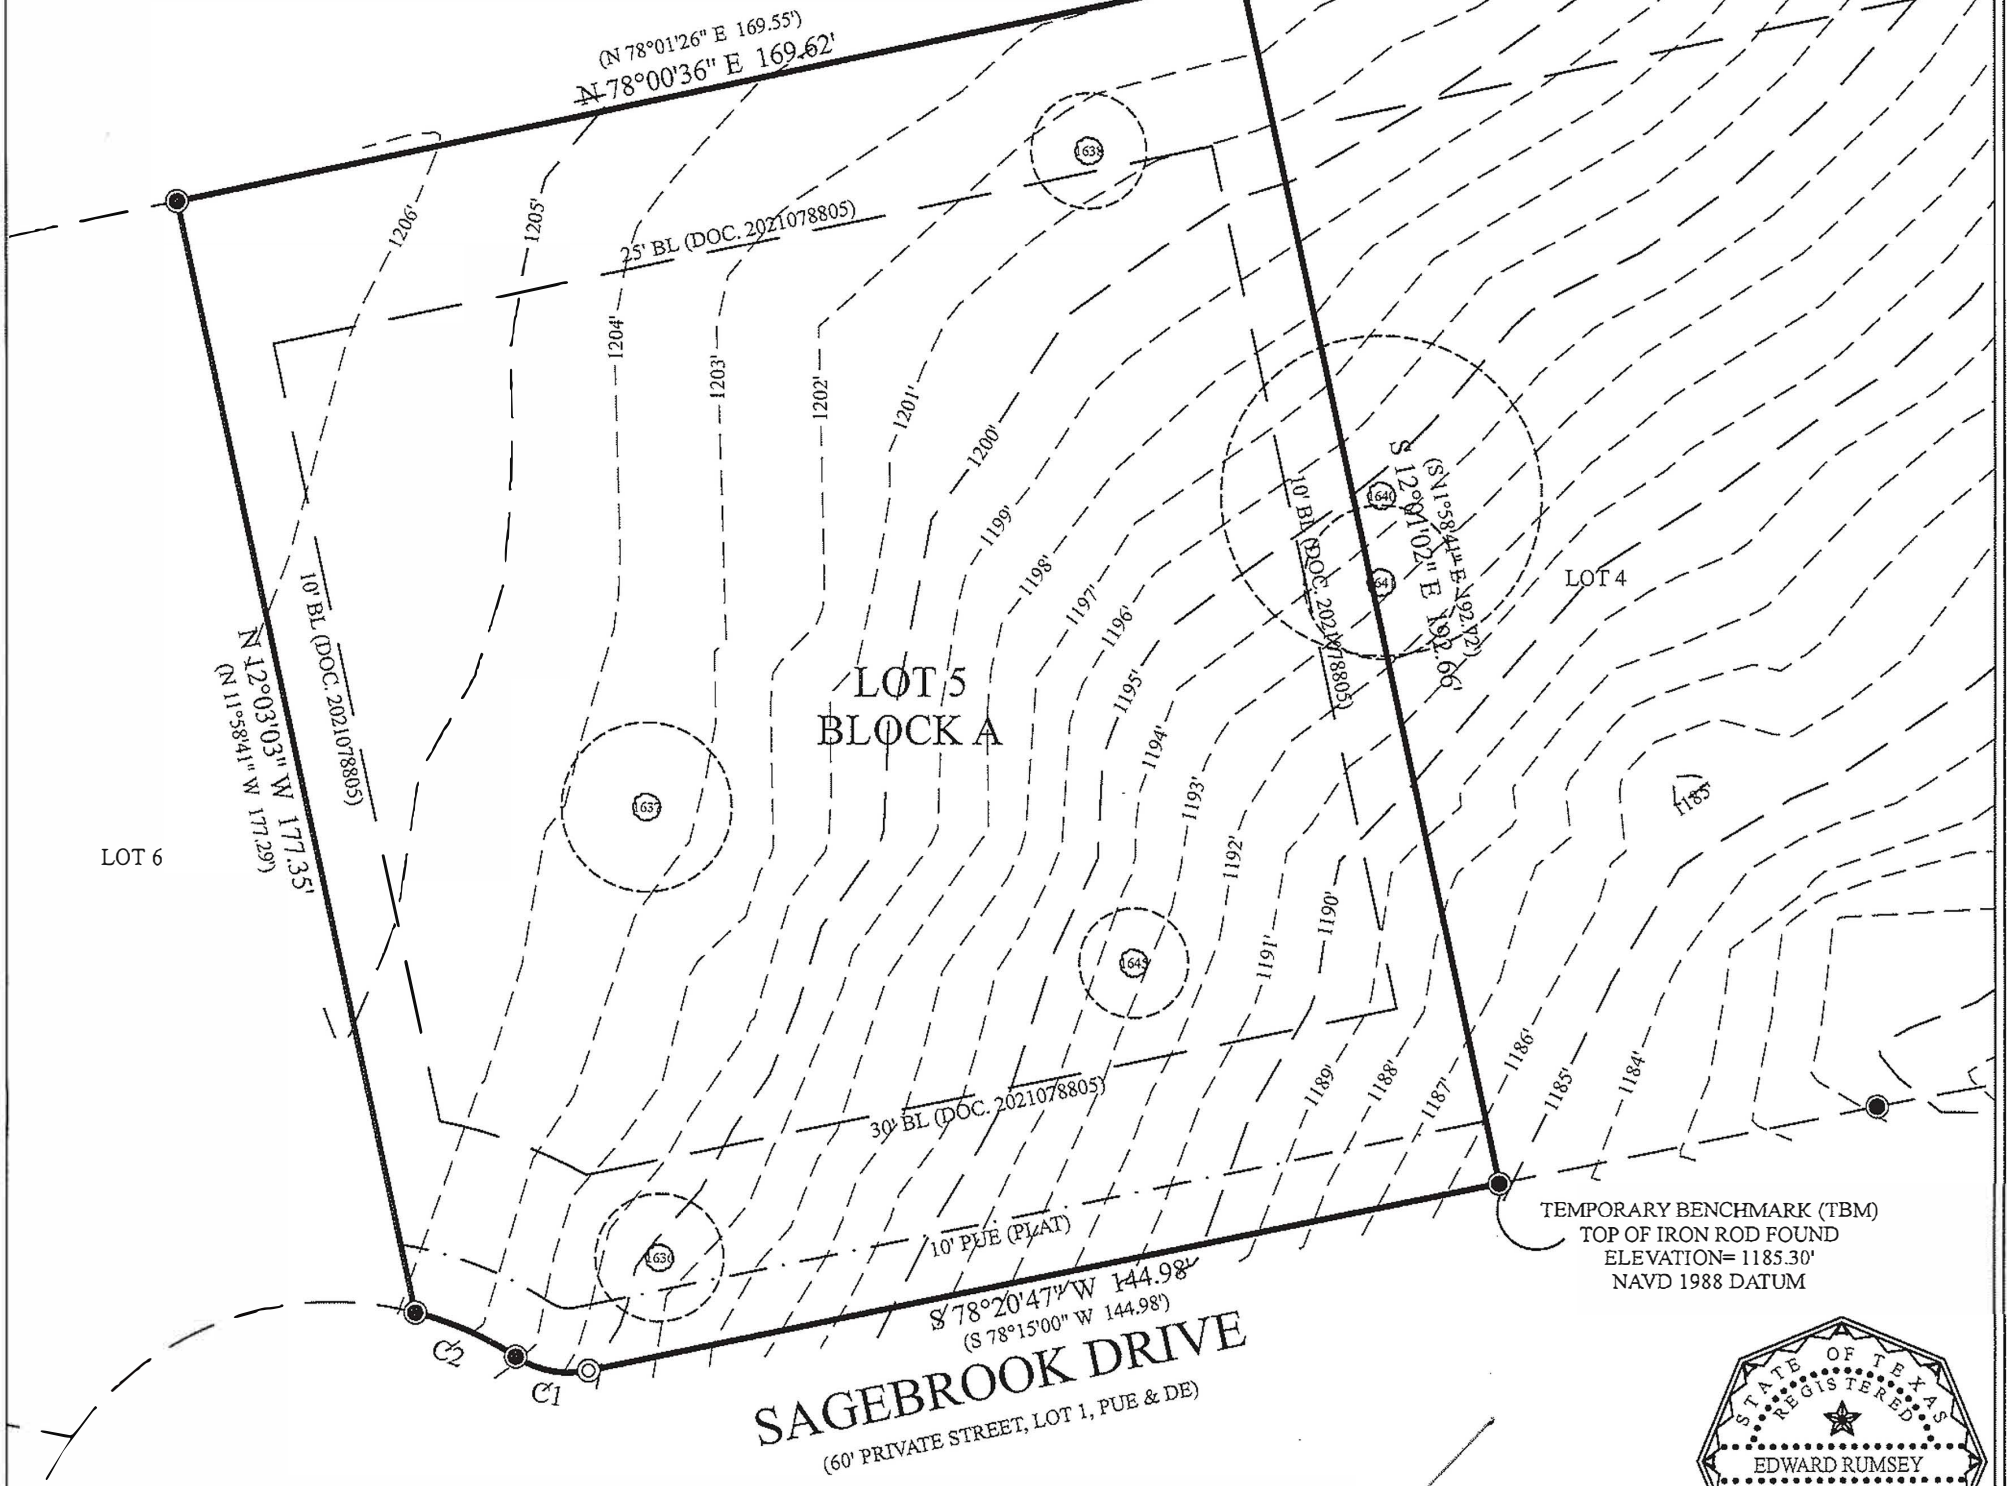 (N 78°01'26" E 169.55')
N 78°00'36" E 169.62'
1638
1206'
1205'
25' BL (DOC. 2021078805)
1204'
1203'
1202'
1201'
1200'
1199'
1198'
1197'
1196'
1195'
1194'
1193'
1192'
1191'
1190'
1189'
1188'
1187'
1186'
1185'
1184'
1185'
1640
S 12°01'02" E 192.66'
(S 11°58'41" E 192.72')
10' BL (DOC. 2021078805)
LOT 4
10' BL (DOC. 2021078805)
N 12°03'03" W 177.35'
(N 11°58'41" W 177.29')
LOT 5
BLOCK A
1637
LOT 6
30' BL (DOC. 2021078805)
10' PUE (PLAT)
1636
C2
C1
S 78°20'47" W 144.98'
(S 78°15'00" W 144.98')
SAGEBROOK DRIVE
(60' PRIVATE STREET, LOT 1, PUE & DE)
TEMPORARY BENCHMARK (TBM)
TOP OF IRON ROD FOUND
ELEVATION= 1185.30'
NAVD 1988 DATUM
STATE OF TEXAS
REGISTERED
EDWARD RUMSEY